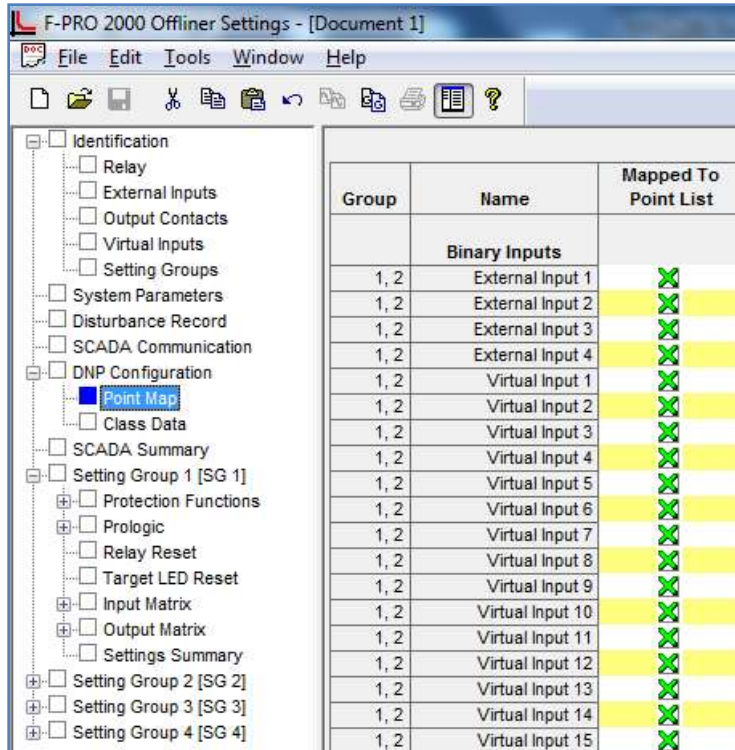 F-PRO 2000 Offliner Settings - [Document 1]
File Edit Tools Window Help
Identification
Relay
External Inputs
Output Contacts
Virtual Inputs
Setting Groups
System Parameters
Disturbance Record
SCADA Communication
DNP Configuration
Point Map
Class Data
SCADA Summary
Setting Group 1 [SG 1]
Protection Functions
Prologic
Relay Reset
Target LED Reset
Input Matrix
Output Matrix
Settings Summary
Setting Group 2 [SG 2]
Setting Group 3 [SG 3]
Setting Group 4 [SG 4]
Group Name Mapped To
Point List
Binary Inputs
1, 2 External Input 1
1, 2 External Input 2
1, 2 External Input 3
1, 2 External Input 4
1, 2 Virtual Input 1
1, 2 Virtual Input 2
1, 2 Virtual Input 3
1, 2 Virtual Input 4
1, 2 Virtual Input 5
1, 2 Virtual Input 6
1, 2 Virtual Input 7
1, 2 Virtual Input 8
1, 2 Virtual Input 9
1, 2 Virtual Input 10
1, 2 Virtual Input 11
1, 2 Virtual Input 12
1, 2 Virtual Input 13
1, 2 Virtual Input 14
1, 2 Virtual Input 15